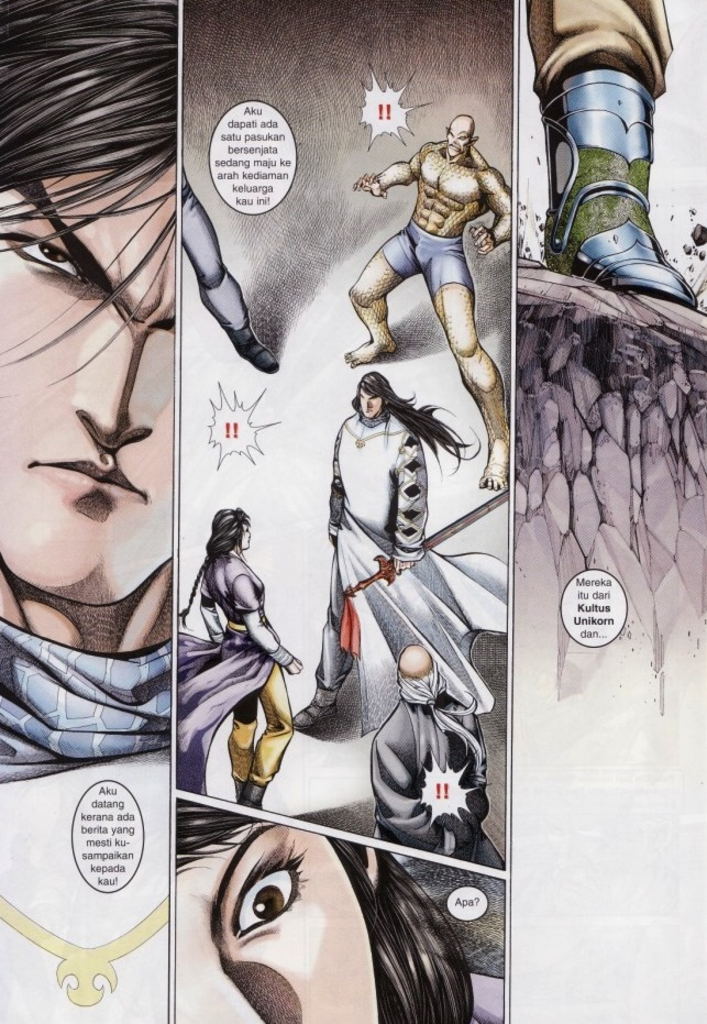 Aku
datang
kerana ada
berita yang
mesti ku-
sampaikan
kepada
kau!
Aku
dapati ada
satu pasukan
bersenjata
sedang maju ke
arah kediaman
keluarga
kau ini!
!!
!!
!!
Apa?
Mereka
itu dari
Kultus
Unikorn
dan...